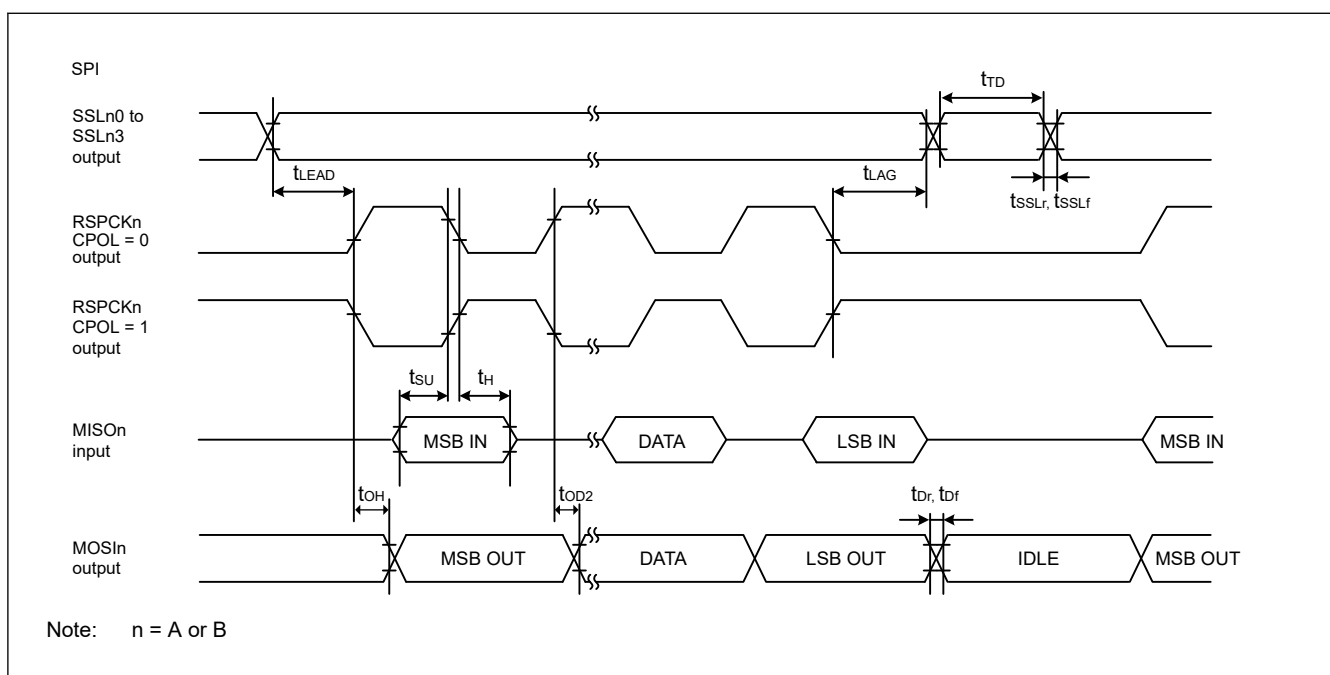 SPI
tTD
SSLn0 to
SSLn3
output
tLEAD
tLAG
tSSLr, tSSLf
RSPCKn
CPOL = 0
output
RSPCKn
CPOL = 1
output
tSU
tH
MISOn
input
MSB IN
DATA
LSB IN
MSB IN
tOH
tOD2
tDr, tDf
MOSIn
output
MSB OUT
DATA
LSB OUT
IDLE
MSB OUT
Note: n = A or B